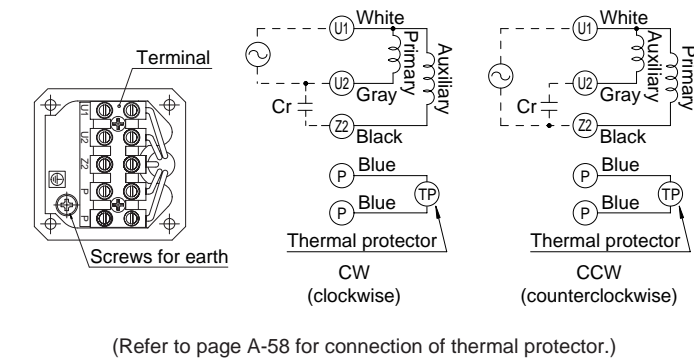 Terminal
U1
U2
Z2
P
P
Screws for earth
U1 White
Primary
Auxiliary
U2 Gray
Cr
Z2 Black
P Blue
TP
P Blue
Thermal protector
CW
(clockwise)
U1 White
Auxiliary
Primary
U2 Gray
Cr
Z2 Black
P Blue
TP
P Blue
Thermal protector
CCW
(counterclockwise)
(Refer to page A-58 for connection of thermal protector.)